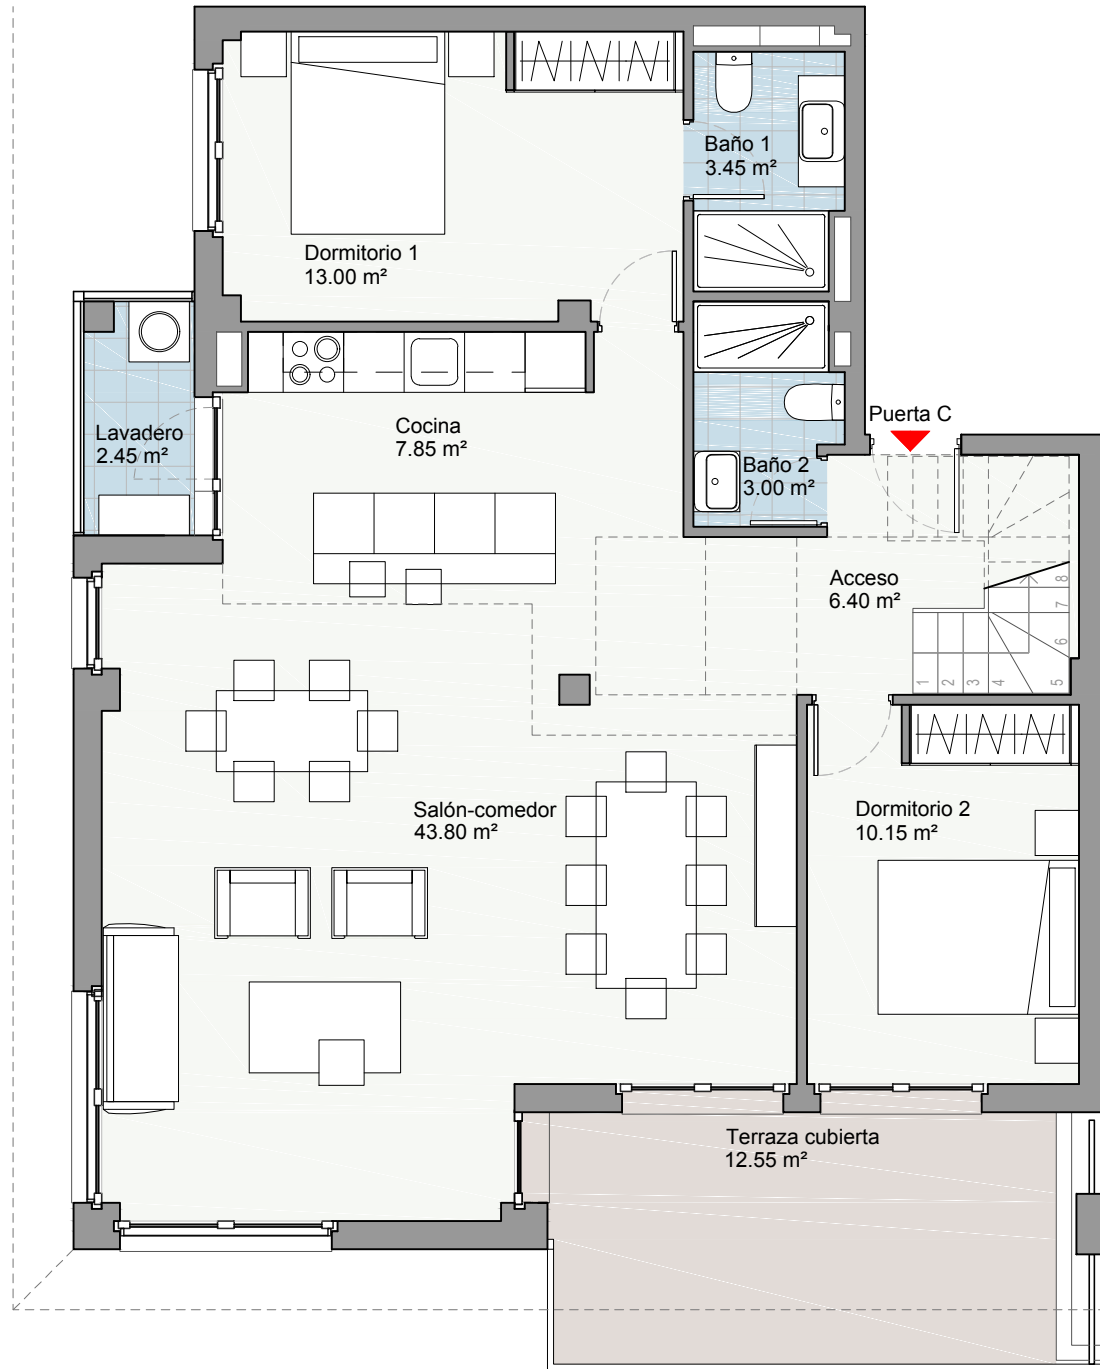 Baño 1
3.45 m²
Dormitorio 1
13.00 m²
Puerta C
Cocina
7.85 m²
Lavadero
2.45 m²
Baño 2
3.00 m²
Acceso
6.40 m²
8
7
6
1
2
3
4
5
Salón-comedor
43.80 m²
Dormitorio 2
10.15 m²
Terraza cubierta
12.55 m²